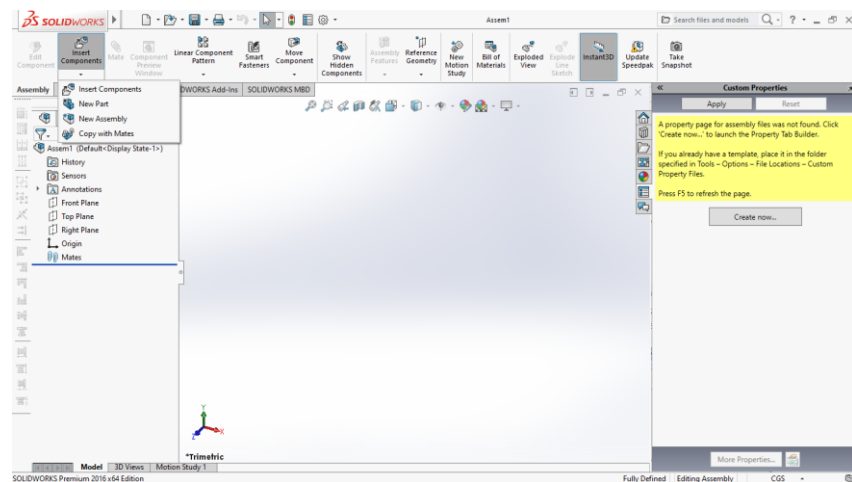 SOLIDWORKS
Assem1
Search files and models
Edit Component
Insert Components
Mate
Component Preview Window
Linear Component Pattern
Smart Fasteners
Move Component
Show Hidden Components
Assembly Features
Reference Geometry
New Motion Study
Bill of Materials
Exploded View
Explode Line Sketch
Instant3D
Update Speedpak
Take Snapshot
Assembly
DWORKS Add-Ins
SOLIDWORKS MBD
Insert Components
New Part
New Assembly
Copy with Mates
Assem1 (Default<Display State-1>)
History
Sensors
Annotations
Front Plane
Top Plane
Right Plane
Origin
Mates
Custom Properties
Apply
Reset
A property page for assembly files was not found. Click
'Create now...' to launch the Property Tab Builder.
If you already have a template, place it in the folder
specified in Tools – Options – File Locations – Custom
Property Files.
Press F5 to refresh the page.
Create now...
Y
X
Z
*Trimetric
More Properties...
Model
3D Views
Motion Study 1
SOLIDWORKS Premium 2016 x64 Edition
Fully Defined
Editing Assembly
CGS